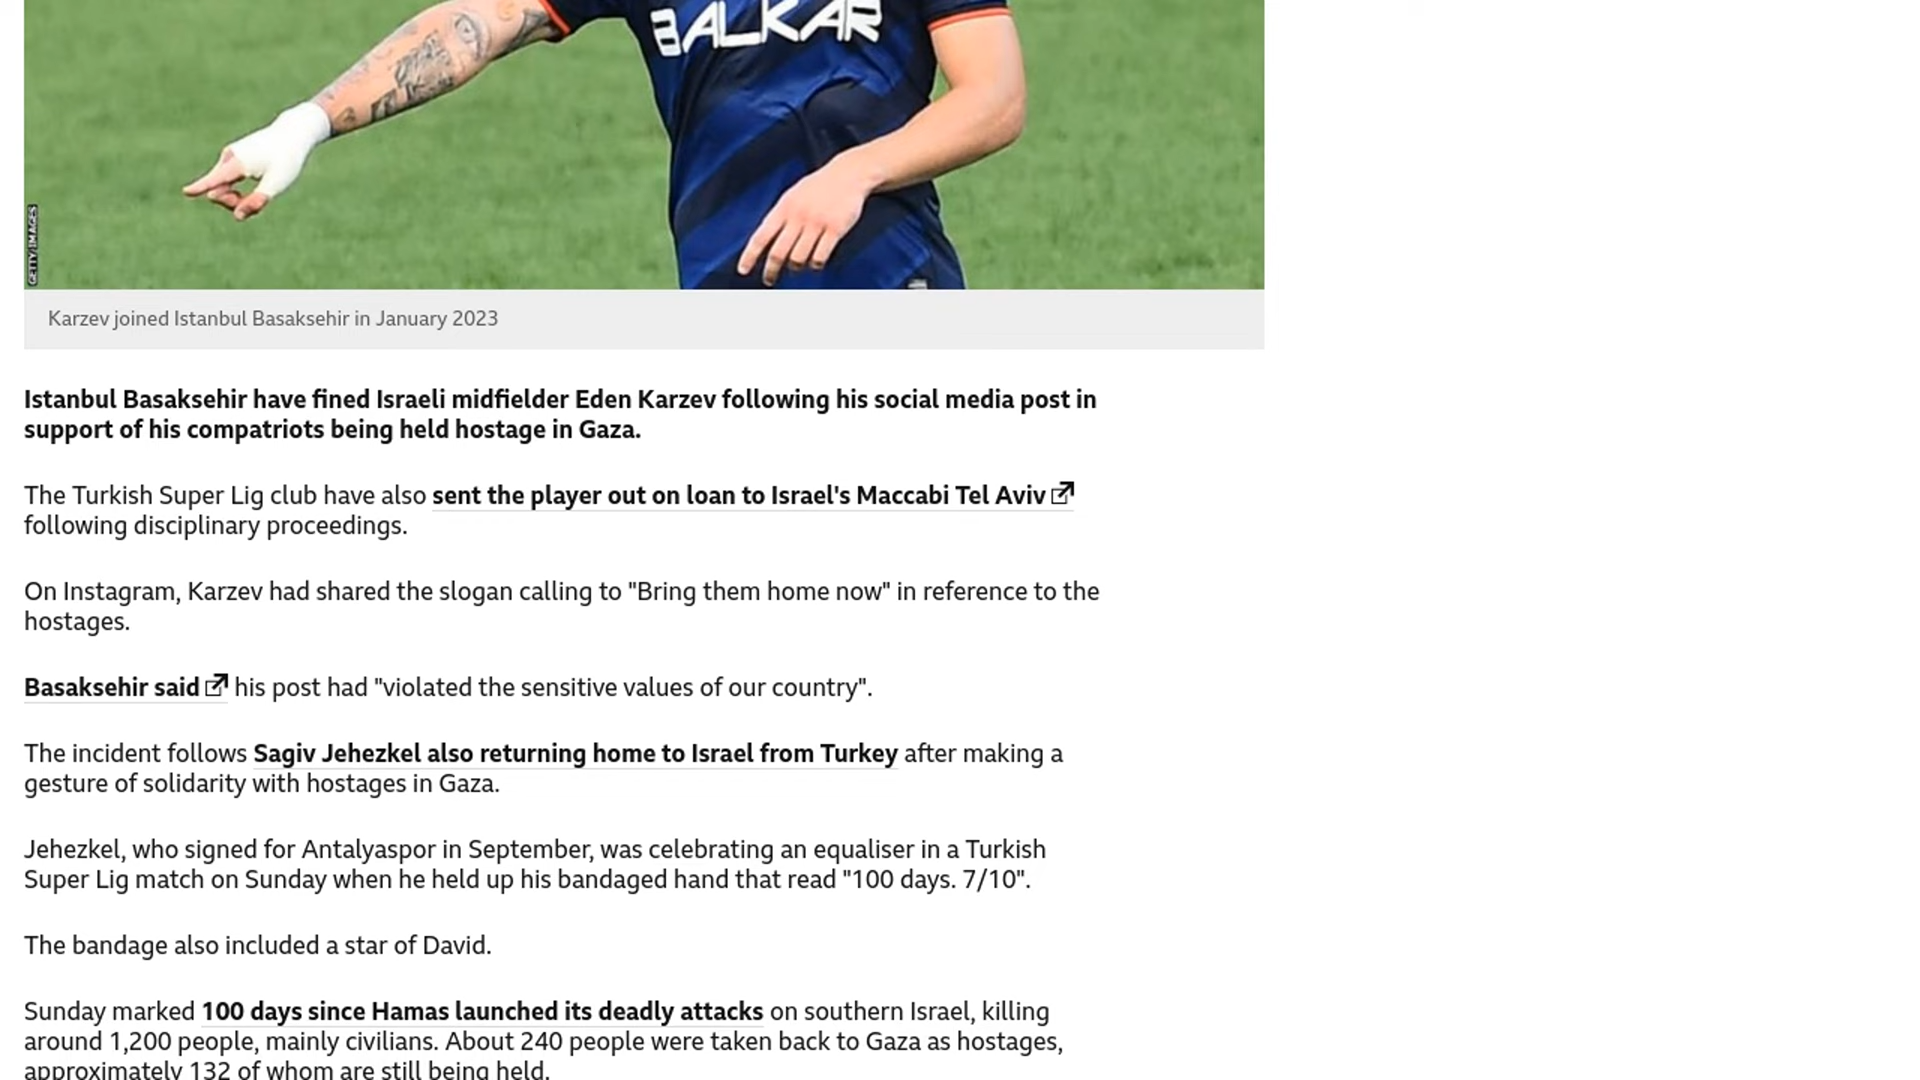 BALKAR
GETTY IMAGES
Karzev joined Istanbul Basaksehir in January 2023
Istanbul Basaksehir have fined Israeli midfielder Eden Karzev following his social media post in
support of his compatriots being held hostage in Gaza.
The Turkish Super Lig club have also sent the player out on loan to Israel's Maccabi Tel Aviv
following disciplinary proceedings.
On Instagram, Karzev had shared the slogan calling to "Bring them home now" in reference to the
hostages.
Basaksehir said his post had "violated the sensitive values of our country".
The incident follows Sagiv Jehezkel also returning home to Israel from Turkey after making a
gesture of solidarity with hostages in Gaza.
Jehezkel, who signed for Antalyaspor in September, was celebrating an equaliser in a Turkish
Super Lig match on Sunday when he held up his bandaged hand that read "100 days. 7/10".
The bandage also included a star of David.
Sunday marked 100 days since Hamas launched its deadly attacks on southern Israel, killing
around 1,200 people, mainly civilians. About 240 people were taken back to Gaza as hostages,
approximately 132 of whom are still being held.